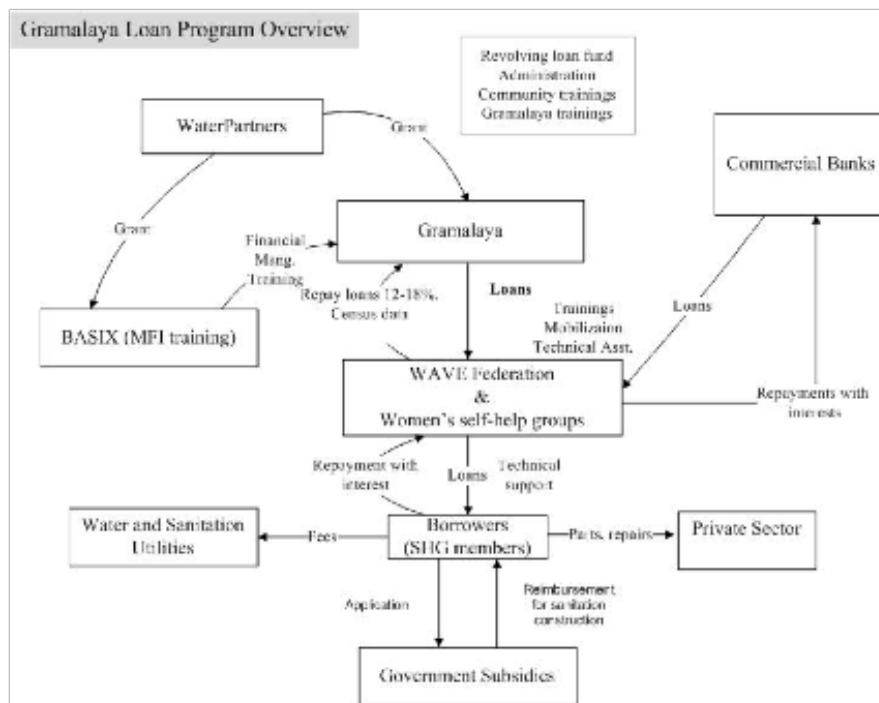 Gramalaya Loan Program Overview
Revolving loan fund
Administration
Community trainings
Gramalaya trainings
WaterPartners
Grant
Commercial Banks
Grant
Gramalaya
Financial
Mang.
Training
Repay loans 12-18%,
Census data
Loans
Trainings
Mobilizaion
Technical Asst.
Loans
BASIX (MFI training)
WAVE Federation
&
Women's self-help groups
Repayments with
interests
Repayment with
interest
Loans
Technical
support
Water and Sanitation
Utilities
Fees
Borrowers
(SHG members)
Parts, repairs
Private Sector
Application
Reimbursement
for sanitation
construction
Government Subsidies